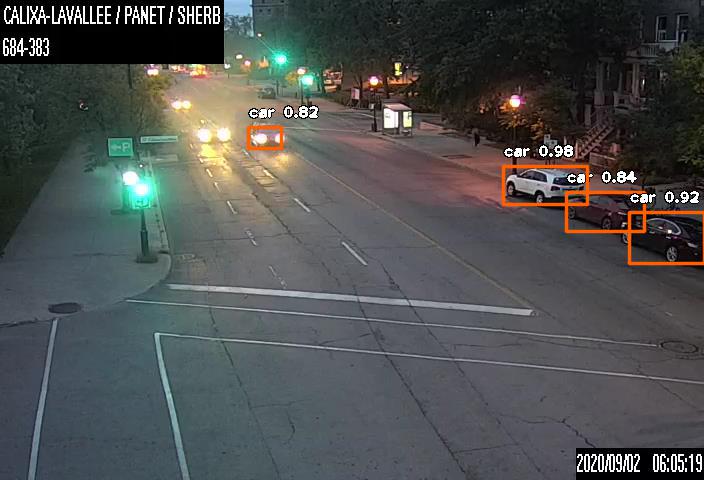 CALIXA-LAVALLEE / PANET / SHERB
684-383
car 0.82
car 0.98
car 0.84
car 0.92
P
2020/09/02 06:05:19